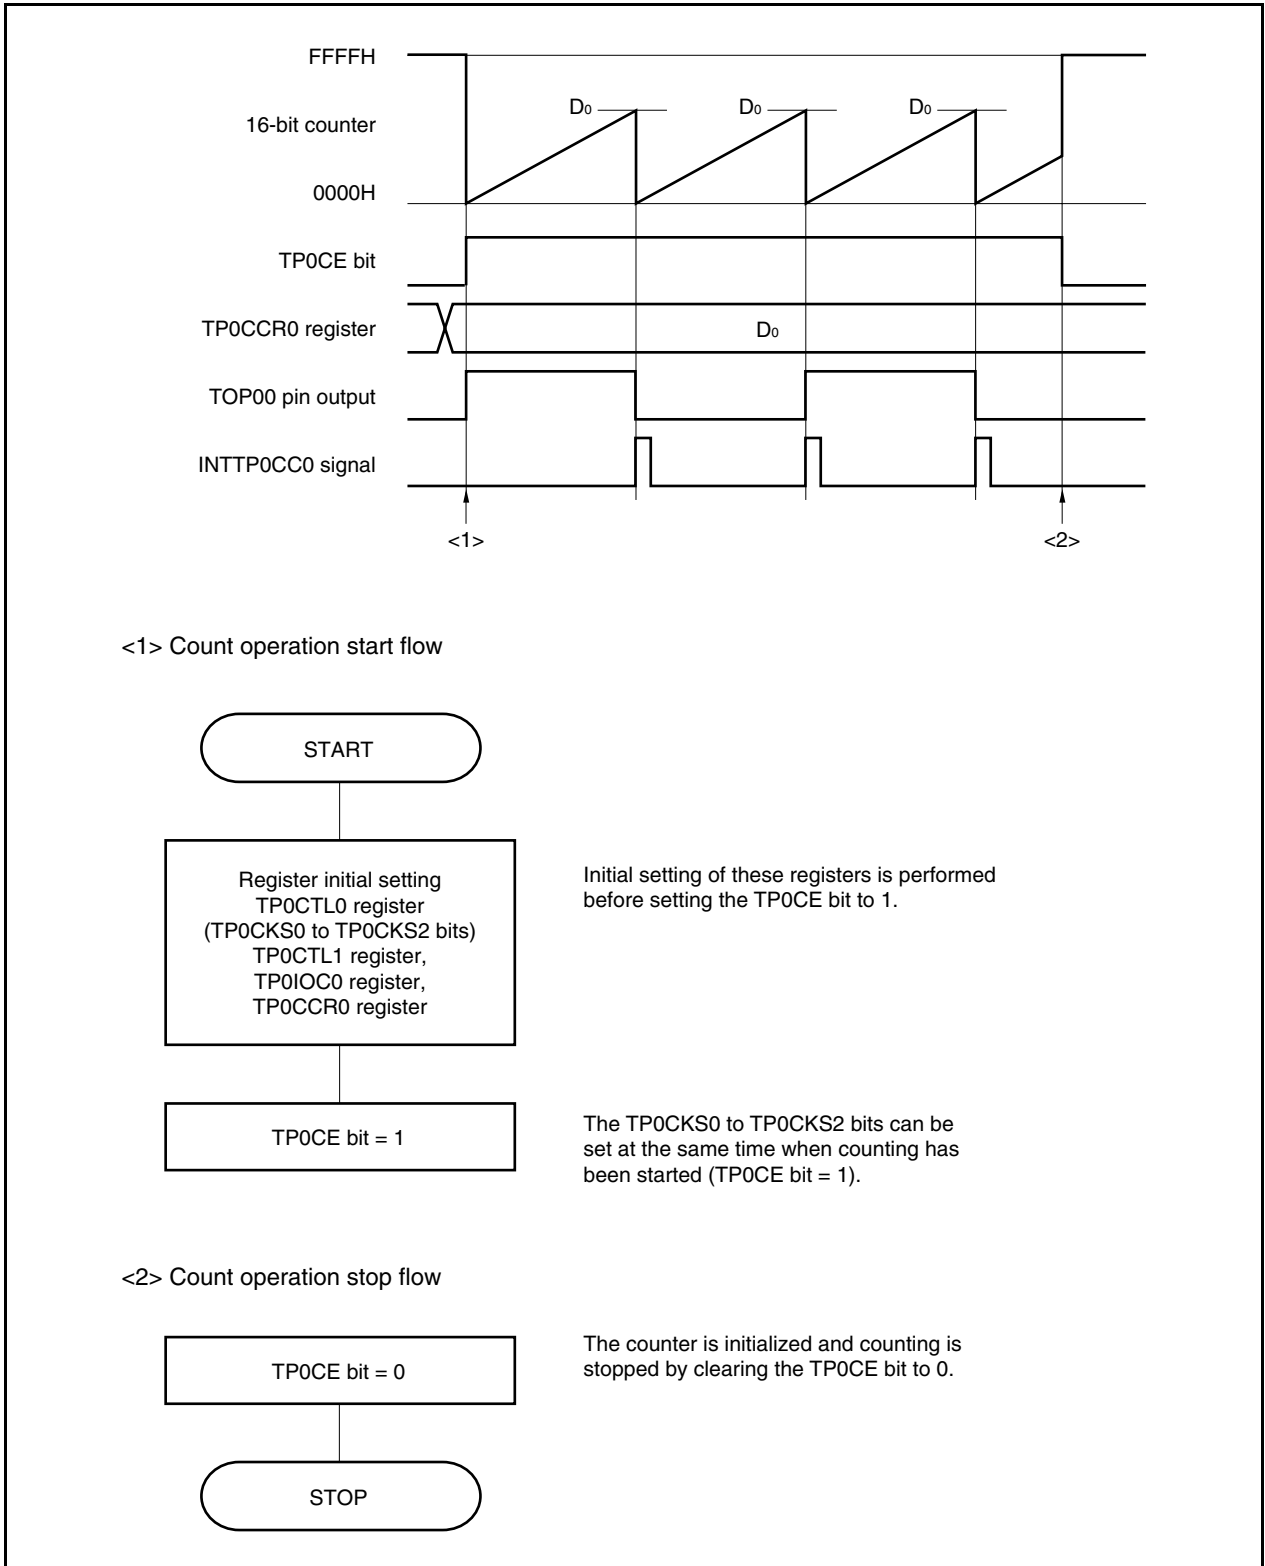 FFFFH
16-bit counter
0000H
D0
D0
D0
TP0CE bit
TP0CCR0 register
D0
TOP00 pin output
INTTP0CC0 signal
<1>
<2>
<1> Count operation start flow
START
Register initial setting
TP0CTL0 register
(TP0CKS0 to TP0CKS2 bits)
TP0CTL1 register,
TP0IOC0 register,
TP0CCR0 register
Initial setting of these registers is performed
before setting the TP0CE bit to 1.
TP0CE bit = 1
The TP0CKS0 to TP0CKS2 bits can be
set at the same time when counting has
been started (TP0CE bit = 1).
<2> Count operation stop flow
TP0CE bit = 0
The counter is initialized and counting is
stopped by clearing the TP0CE bit to 0.
STOP